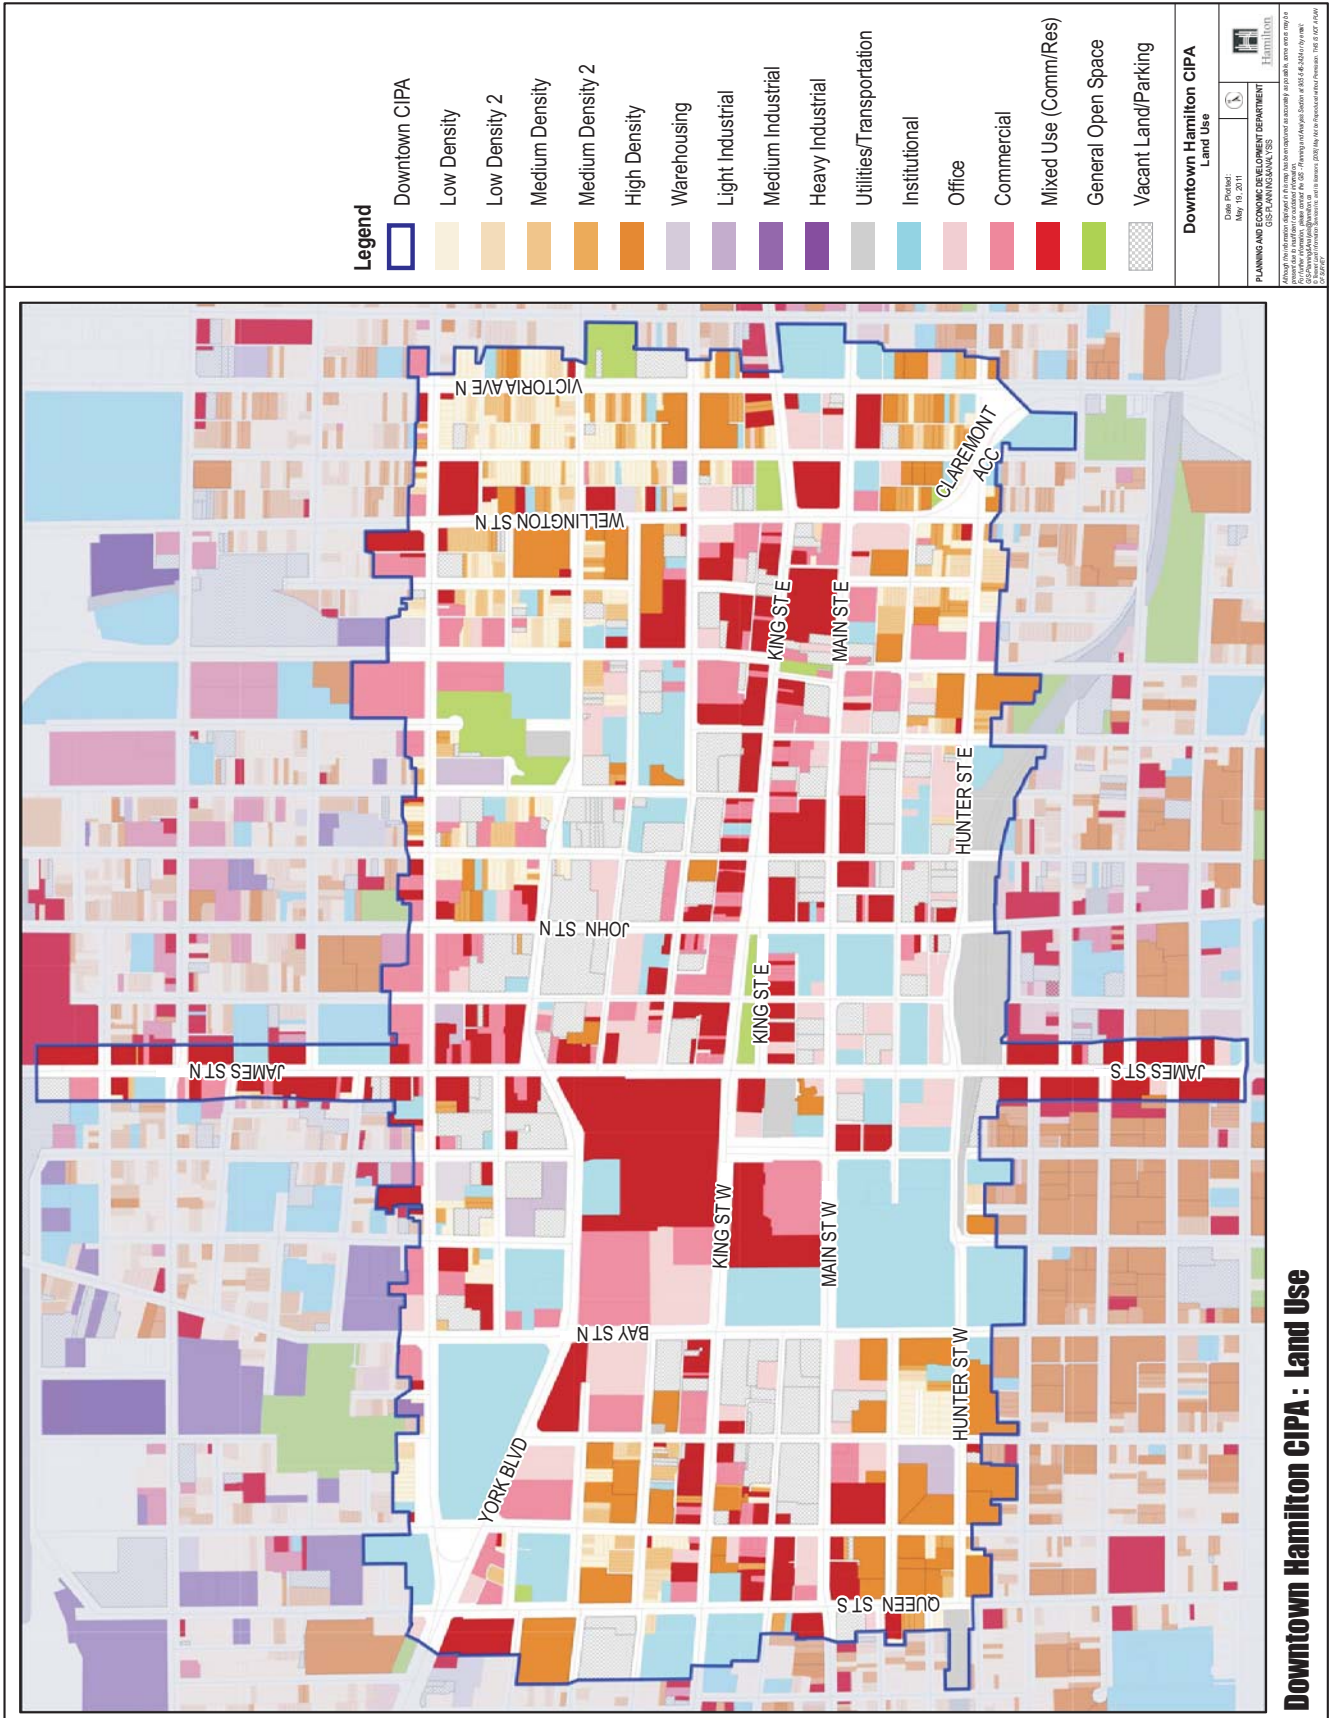 Legend
Downtown CIPA
Low Density
Low Density 2
Medium Density
Medium Density 2
High Density
Warehousing
Light Industrial
Medium Industrial
Heavy Industrial
Utilities/Transportation
Institutional
Office
Commercial
Mixed Use (Comm/Res)
General Open Space
Vacant Land/Parking
Downtown Hamilton CIPA
Land Use
Date Plotted:
May 19, 2011
Hamilton
PLANNING AND ECONOMIC DEVELOPMENT DEPARTMENT
GIS-PLANNING&ANALYSIS
VICTORIA AVE N
WELLINGTON ST N
CLAREMONT
ACC
KING ST E
MAIN ST E
HUNTER ST E
JOHN ST N
KING ST E
JAMES ST N
JAMES ST S
KING ST W
MAIN ST W
BAY ST N
HUNTER ST W
YORK BLVD
QUEEN ST S
Downtown Hamilton CIPA : Land Use